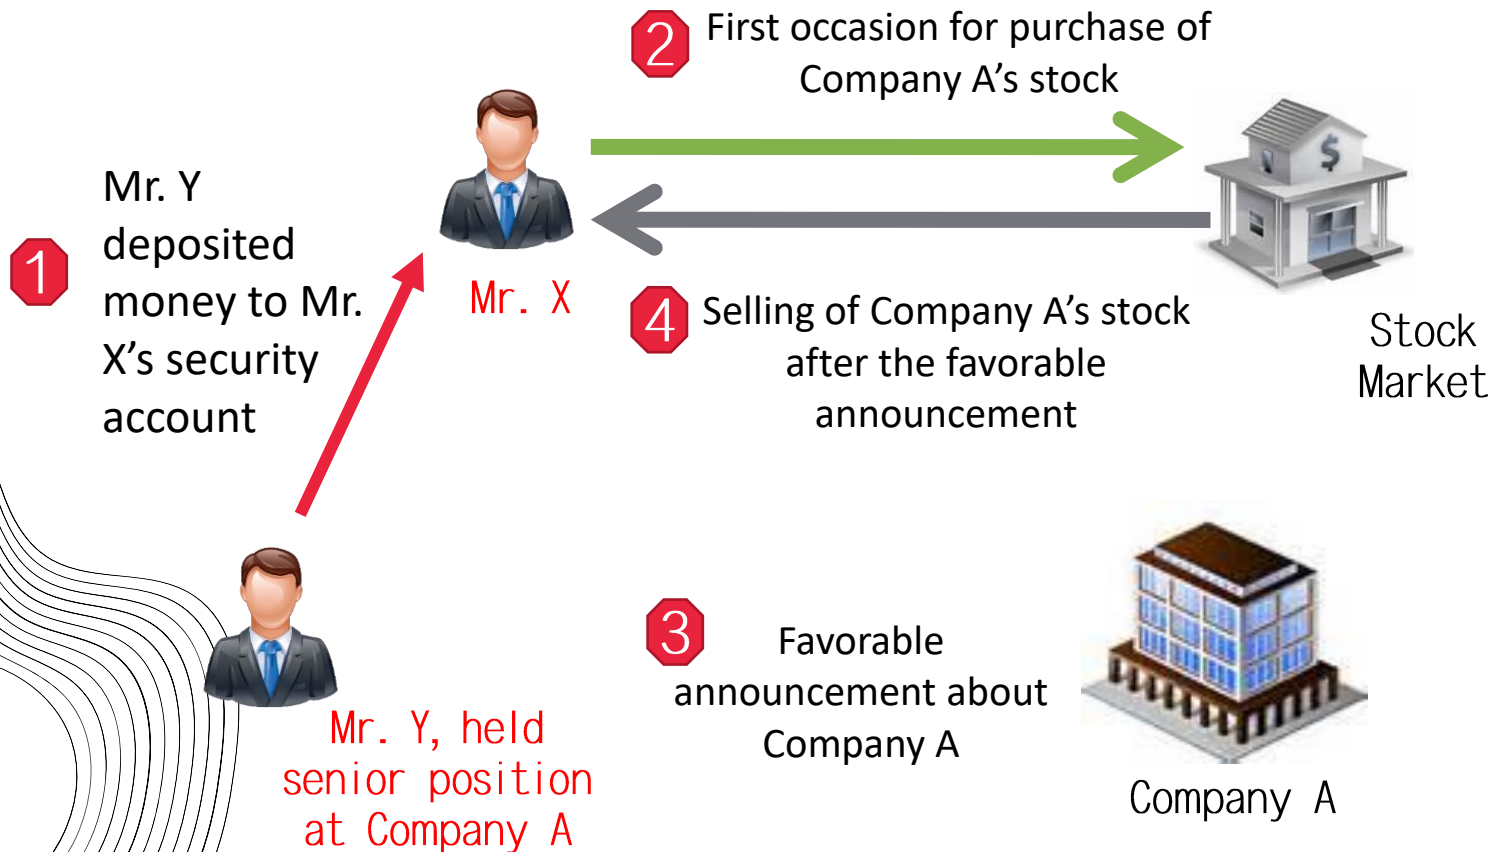 1
Mr. Y
deposited
money to Mr.
X’s security
account
2
First occasion for purchase of
Company A’s stock
Mr. X
$
4
Selling of Company A’s stock
after the favorable
announcement
Stock
Market
3
Favorable
announcement about
Company A
Mr. Y, held
senior position
at Company A
Company A